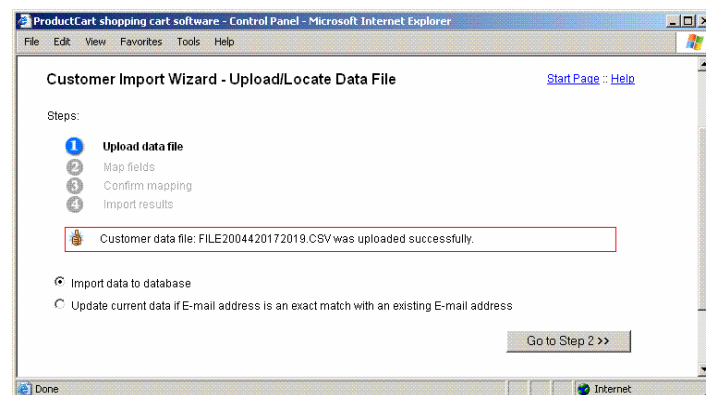 ProductCart shopping cart software - Control Panel - Microsoft Internet Explorer
File Edit View Favorites Tools Help
Customer Import Wizard - Upload/Locate Data File
Start Page :: Help
Steps:
1 Upload data file
2 Map fields
3 Confirm mapping
4 Import results
Customer data file: FILE2004420172019.CSV was uploaded successfully.
Import data to database
Update current data if E-mail address is an exact match with an existing E-mail address
Go to Step 2 >>
Done Internet